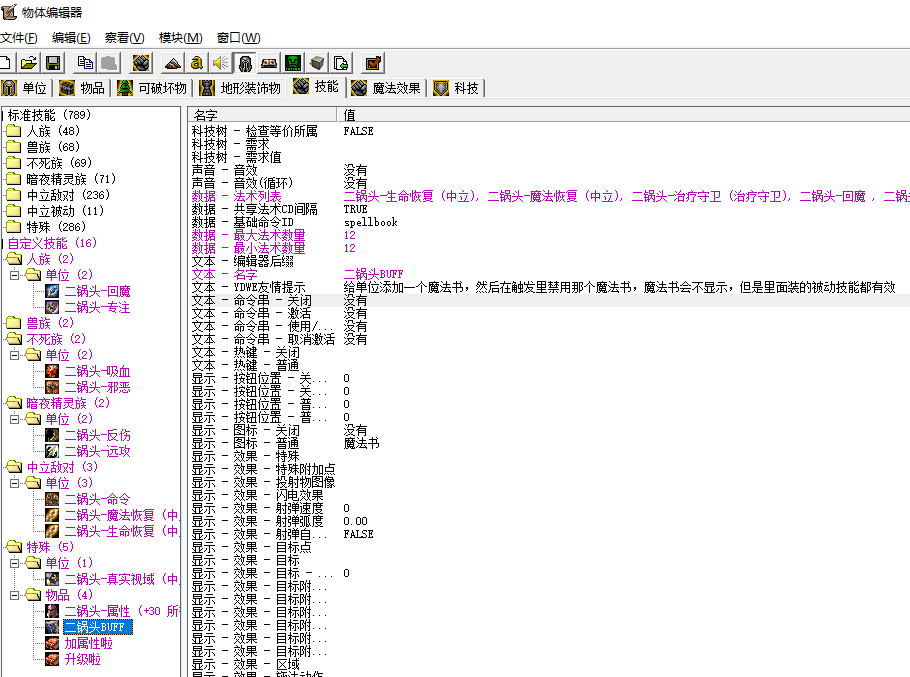 物体编辑器
文件(F) 编辑(E) 察看(V) 模块(M) 窗口(W)
单位 物品 可破坏物 地形装饰物 技能 魔法效果 科技
标准技能 (789)
人族 (48)
兽族 (68)
不死族 (69)
暗夜精灵族 (71)
中立敌对 (236)
中立被动 (11)
特殊 (286)
自定义技能 (16)
人族 (2)
单位 (2)
二锅头-回魔
二锅头-专注
兽族 (2)
不死族 (2)
单位 (2)
二锅头-吸血
二锅头-邪恶
暗夜精灵族 (2)
单位 (2)
二锅头-反伤
二锅头-远攻
中立敌对 (3)
单位 (3)
二锅头-命令
二锅头-魔法恢复 (中
二锅头-生命恢复 (中
特殊 (5)
单位 (1)
二锅头-真实视域 (中
物品 (4)
二锅头-属性 (+30 所
二锅头BUFF
加属性啦
升级啦
名字 值
科技树 - 检查等价所属 FALSE
科技树 - 需求
科技树 - 需求值
声音 - 音效 没有
声音 - 音效(循环) 没有
数据 - 法术列表 二锅头-生命恢复 (中立), 二锅头-魔法恢复 (中立), 二锅头-治疗守卫 (治疗守卫), 二锅头-回魔 , 二锅
数据 - 共享法术CD间隔 TRUE
数据 - 基础命令ID spellbook
数据 - 最大法术数量 12
数据 - 最小法术数量 12
文本 - 编辑器后缀
文本 - 名字 二锅头BUFF
文本 - YDWE友情提示 给单位添加一个魔法书，然后在触发里禁用那个魔法书，魔法书会不显示，但是里面装的被动技能都有效
文本 - 命令串 - 关闭 没有
文本 - 命令串 - 激活 没有
文本 - 命令串 - 使用/... 没有
文本 - 命令串 - 取消激活 没有
文本 - 热键 - 关闭
文本 - 热键 - 普通
显示 - 按钮位置 - 关... 0
显示 - 按钮位置 - 关... 0
显示 - 按钮位置 - 普... 0
显示 - 按钮位置 - 普... 0
显示 - 图标 - 关闭 没有
显示 - 图标 - 普通 魔法书
显示 - 效果 - 特殊
显示 - 效果 - 特殊附加点
显示 - 效果 - 投射物图像
显示 - 效果 - 闪电效果
显示 - 效果 - 射弹速度 0
显示 - 效果 - 射弹弧度 0.00
显示 - 效果 - 射弹自... FALSE
显示 - 效果 - 目标点
显示 - 效果 - 目标
显示 - 效果 - 目标 - ... 0
显示 - 效果 - 目标附...
显示 - 效果 - 目标附...
显示 - 效果 - 目标附...
显示 - 效果 - 目标附...
显示 - 效果 - 目标附...
显示 - 效果 - 目标附...
显示 - 效果 - 区域
显示 - 效果 - 施法动作